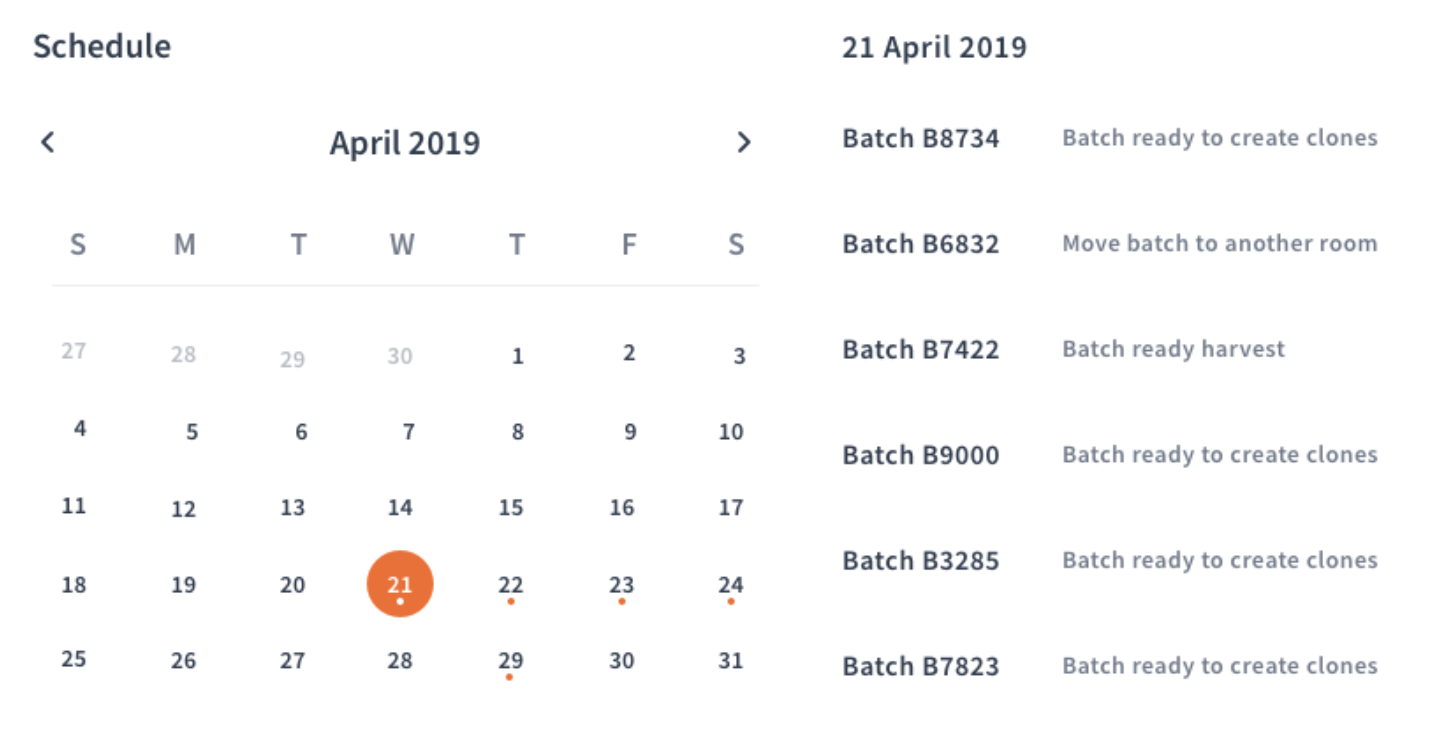 Schedule
April 2019
S M T W T F S
27 28 29 30 1 2 3
4 5 6 7 8 9 10
11 12 13 14 15 16 17
18 19 20 21 22 23 24
25 26 27 28 29 30 31
21 April 2019
Batch B8734 Batch ready to create clones
Batch B6832 Move batch to another room
Batch B7422 Batch ready harvest
Batch B9000 Batch ready to create clones
Batch B3285 Batch ready to create clones
Batch B7823 Batch ready to create clones